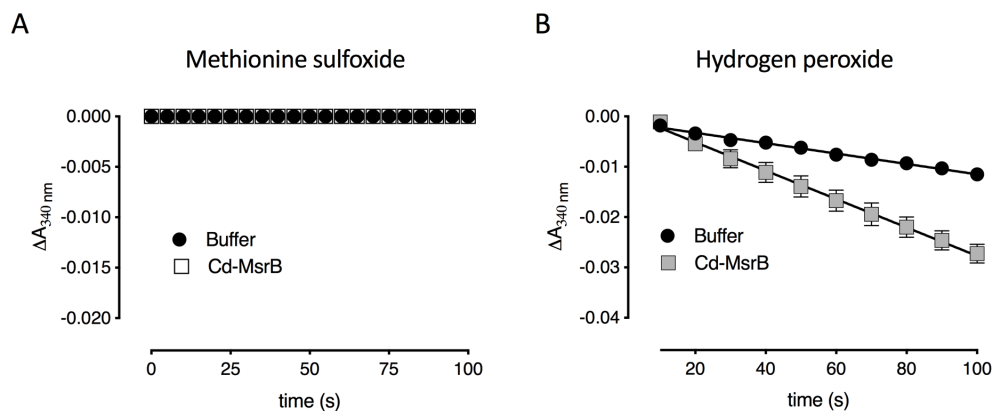 A
Methionine sulfoxide
0.000
-0.005
-0.010
-0.015
-0.020
ΔA340 nm
Buffer
Cd-MsrB
0 25 50 75 100
time (s)
B
Hydrogen peroxide
0.00
-0.01
-0.02
-0.03
-0.04
ΔA340 nm
Buffer
Cd-MsrB
20 40 60 80 100
time (s)